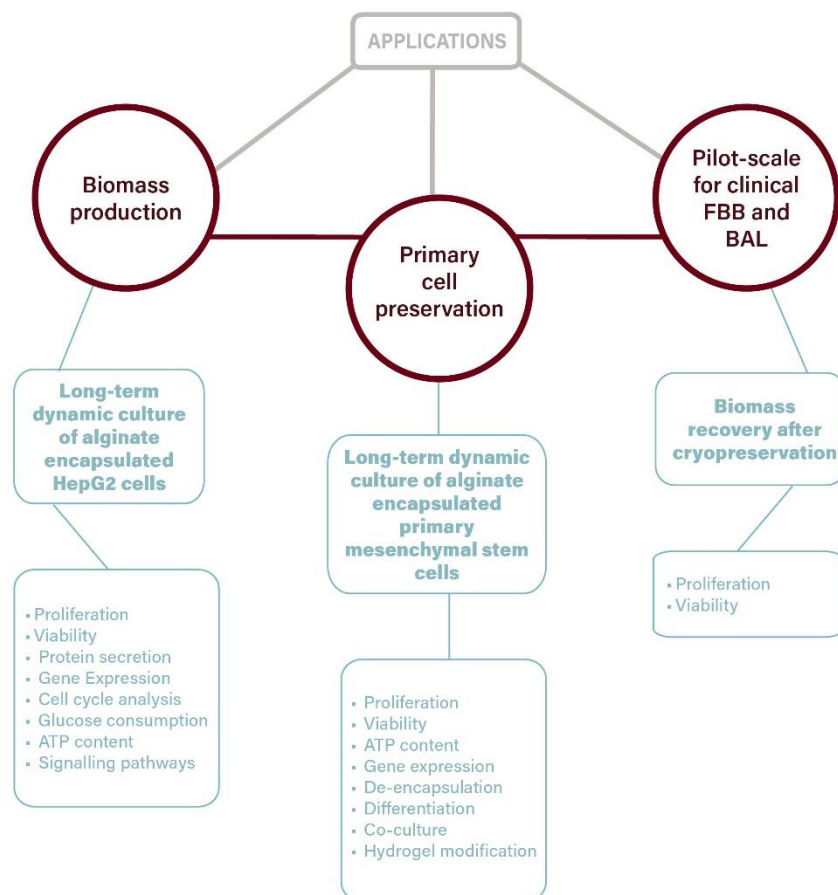 APPLICATIONS
Biomass
production
Primary
cell
preservation
Pilot-scale
for clinical
FBB and
BAL
Long-term
dynamic culture
of alginate
encapsulated
HepG2 cells
Long-term dynamic
culture of alginate
encapsulated
primary
mesenchymal stem
cells
Biomass
recovery after
cryopreservation
▪ Proliferation
▪ Viability
▪ Protein secretion
▪ Gene Expression
▪ Cell cycle analysis
▪ Glucose consumption
▪ ATP content
▪ Signalling pathways
▪ Proliferation
▪ Viability
▪ ATP content
▪ Gene expression
▪ De-encapsulation
▪ Differentiation
▪ Co-culture
▪ Hydrogel modification
▪ Proliferation
▪ Viability